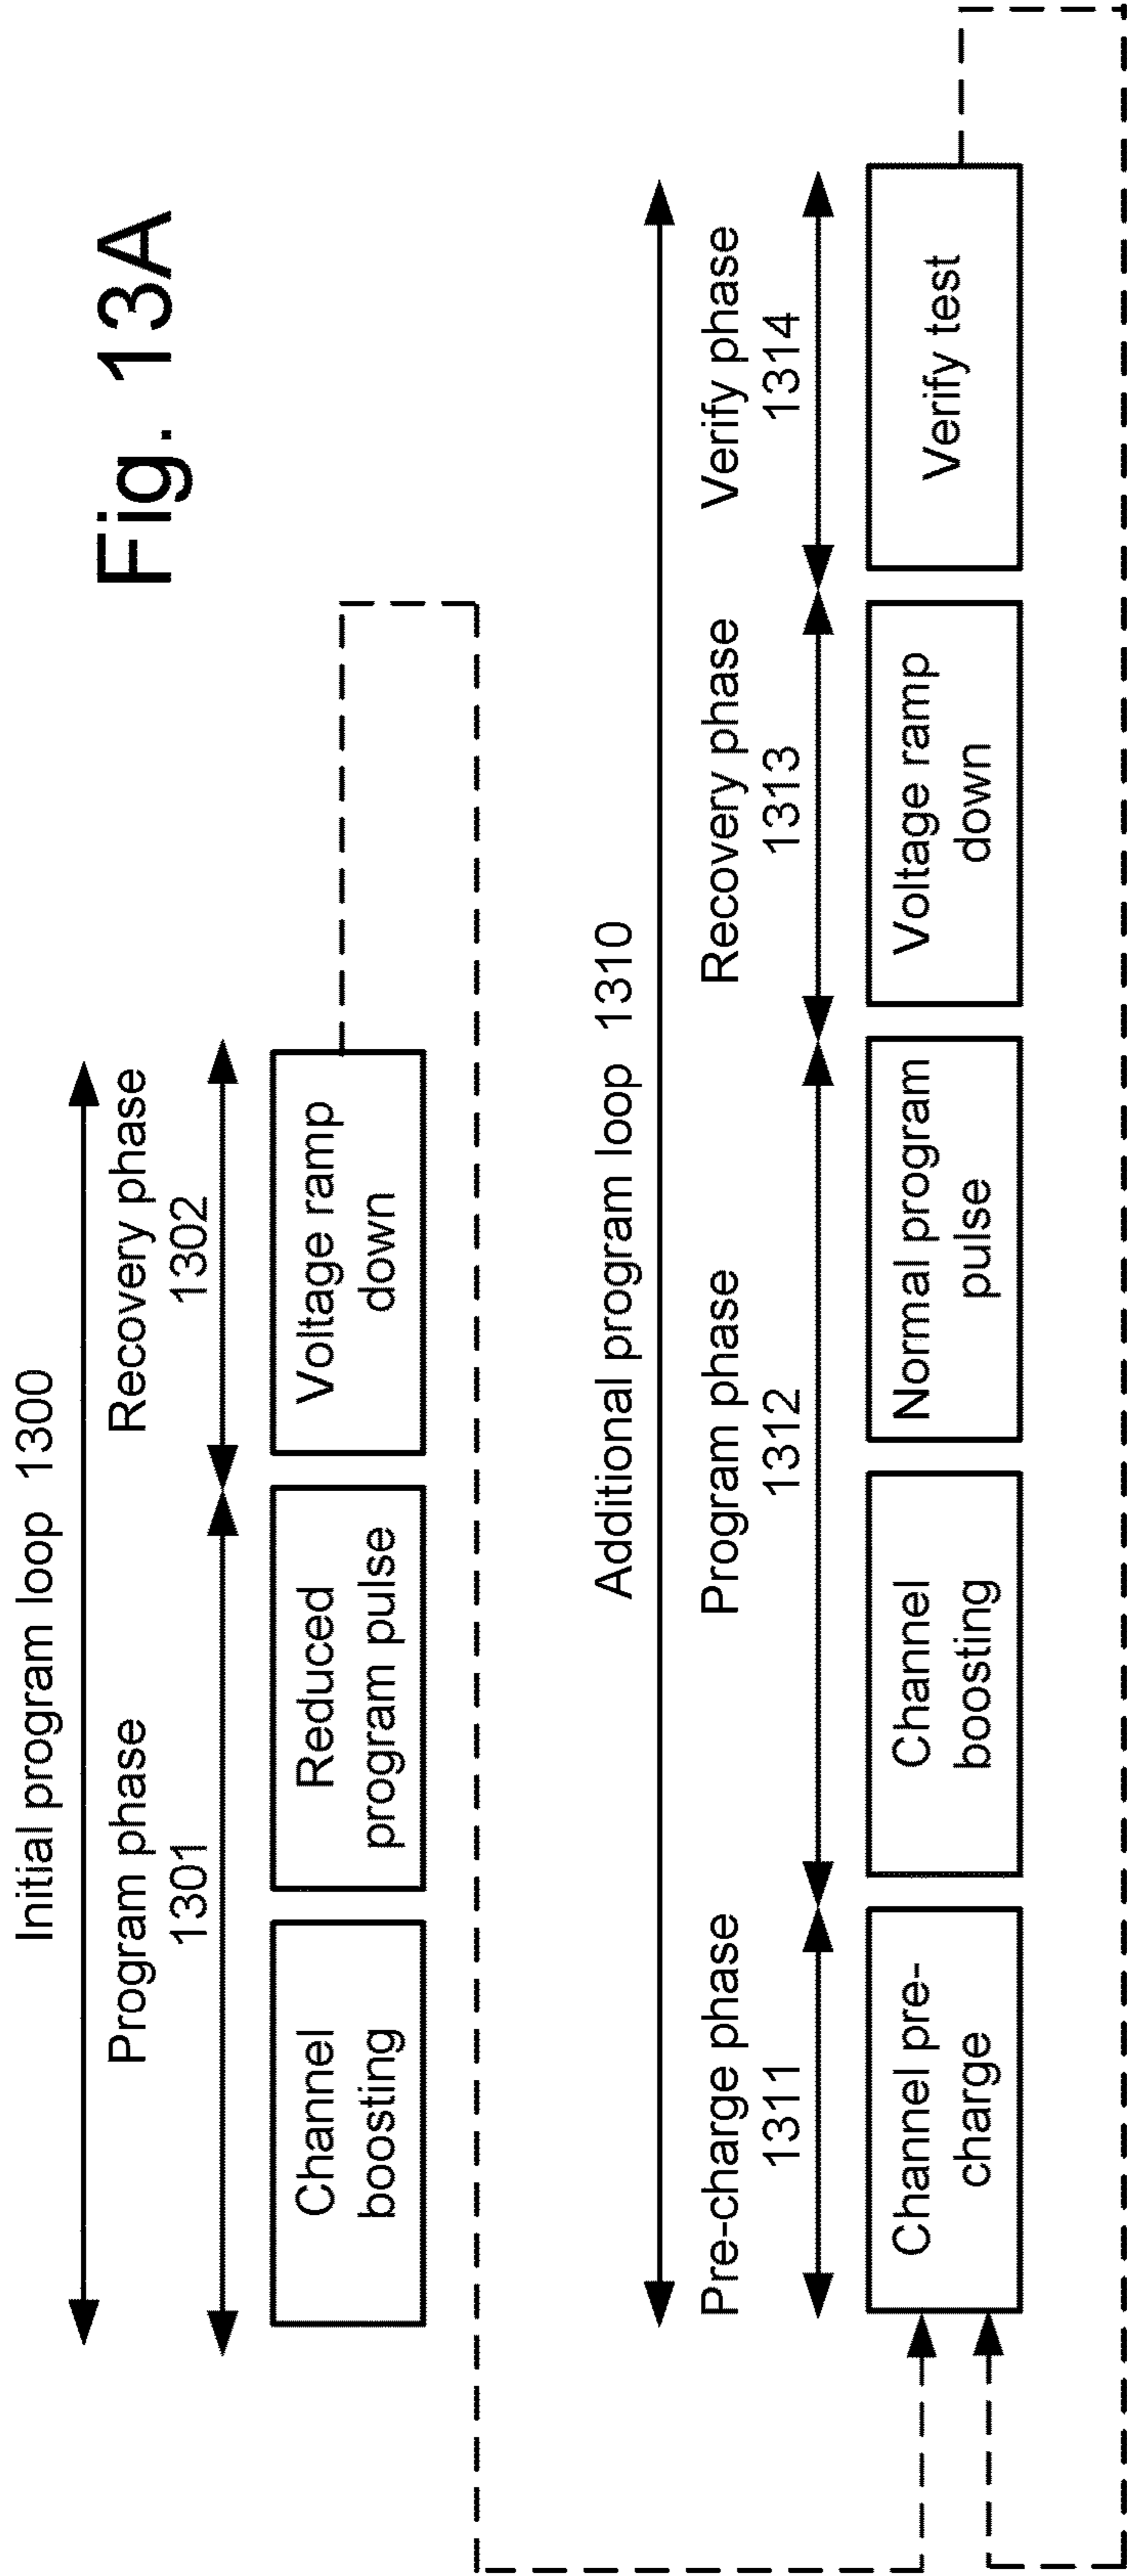 Fig. 13A
Initial program loop 1300
Program phase
1301
Recovery phase
1302
Channel
boosting
Reduced
program pulse
Voltage ramp
down
Additional program loop 1310
Pre-charge phase
1311
Program phase
1312
Recovery phase
1313
Verify phase
1314
Channel pre-
charge
Channel
boosting
Normal program
pulse
Voltage ramp
down
Verify test